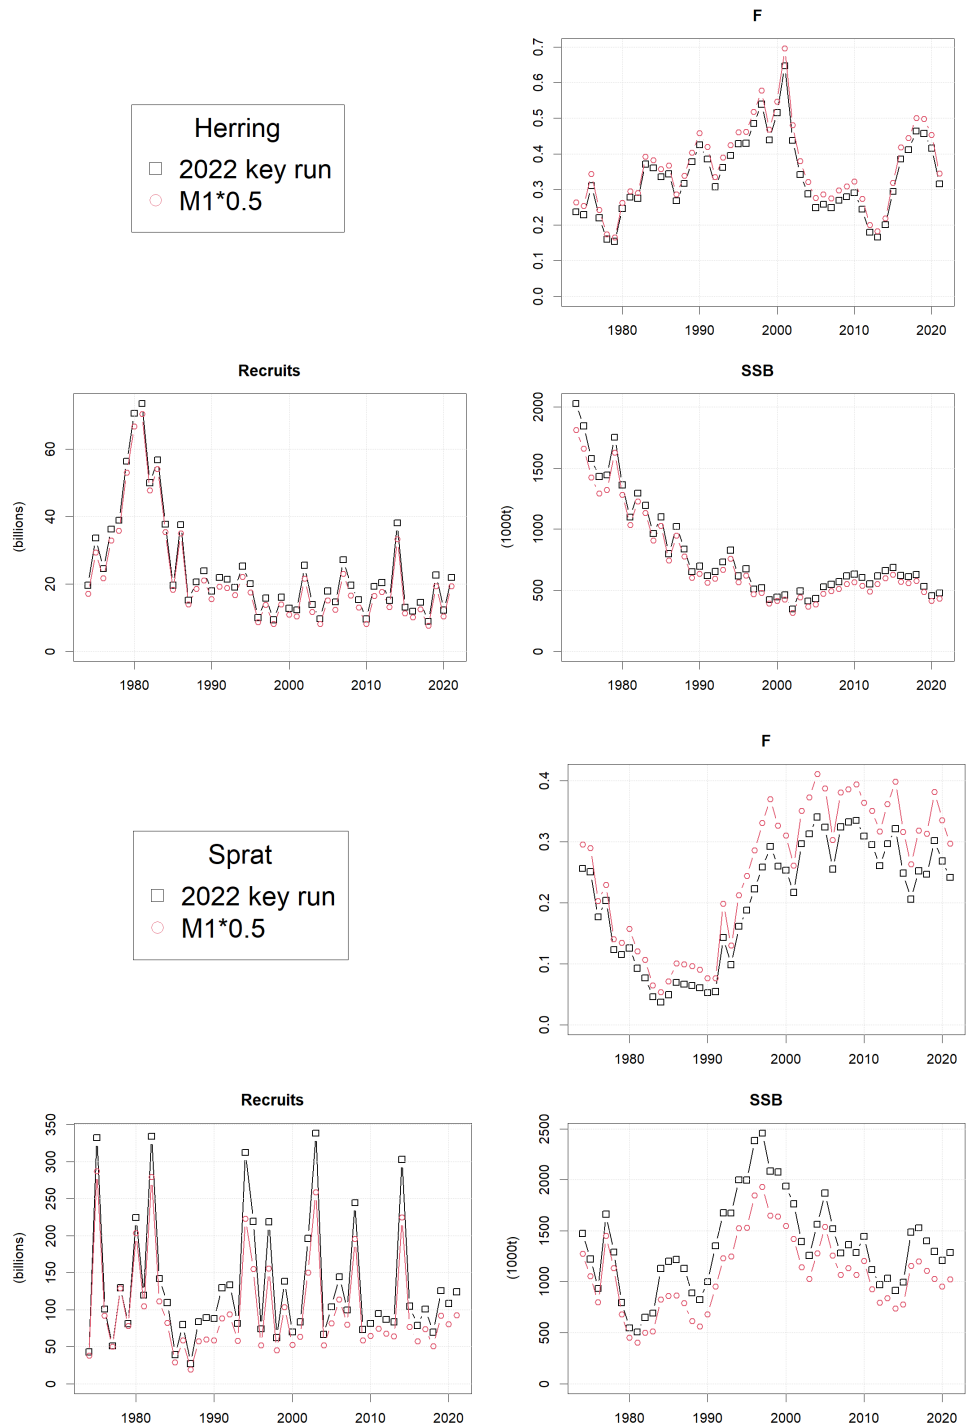 F
Herring
2022 key run
M1*0.5
0.0 0.1 0.2 0.3 0.4 0.5 0.6 0.7
1980 1990 2000 2010 2020
Recruits
SSB
(billions)
0 20 40 60
1980 1990 2000 2010 2020
(1000t)
0 500 1000 1500 2000
1980 1990 2000 2010 2020
F
Sprat
2022 key run
M1*0.5
0.0 0.1 0.2 0.3 0.4
1980 1990 2000 2010 2020
Recruits
SSB
(billions)
0 50 100 150 200 250 300 350
1980 1990 2000 2010 2020
(1000t)
0 500 1000 1500 2000 2500
1980 1990 2000 2010 2020